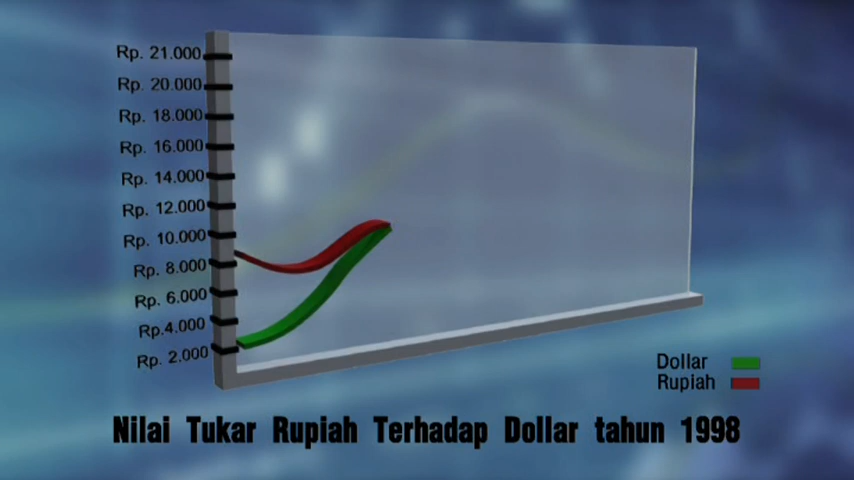 Rp. 21.000
Rp. 20.000
Rp. 18.000
Rp. 16.000
Rp. 14.000
Rp. 12.000
Rp. 10.000
Rp. 8.000
Rp. 6.000
Rp.4.000
Rp. 2.000
Dollar
Rupiah
Nilai Tukar Rupiah Terhadap Dollar tahun 1998